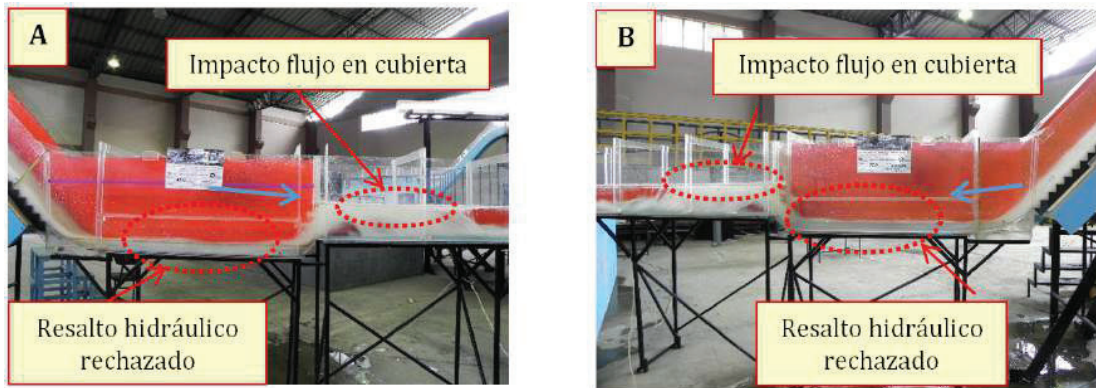 A
Impacto flujo en cubierta
Resalto hidráulico
rechazado
B
Impacto flujo en cubierta
Resalto hidráulico
rechazado